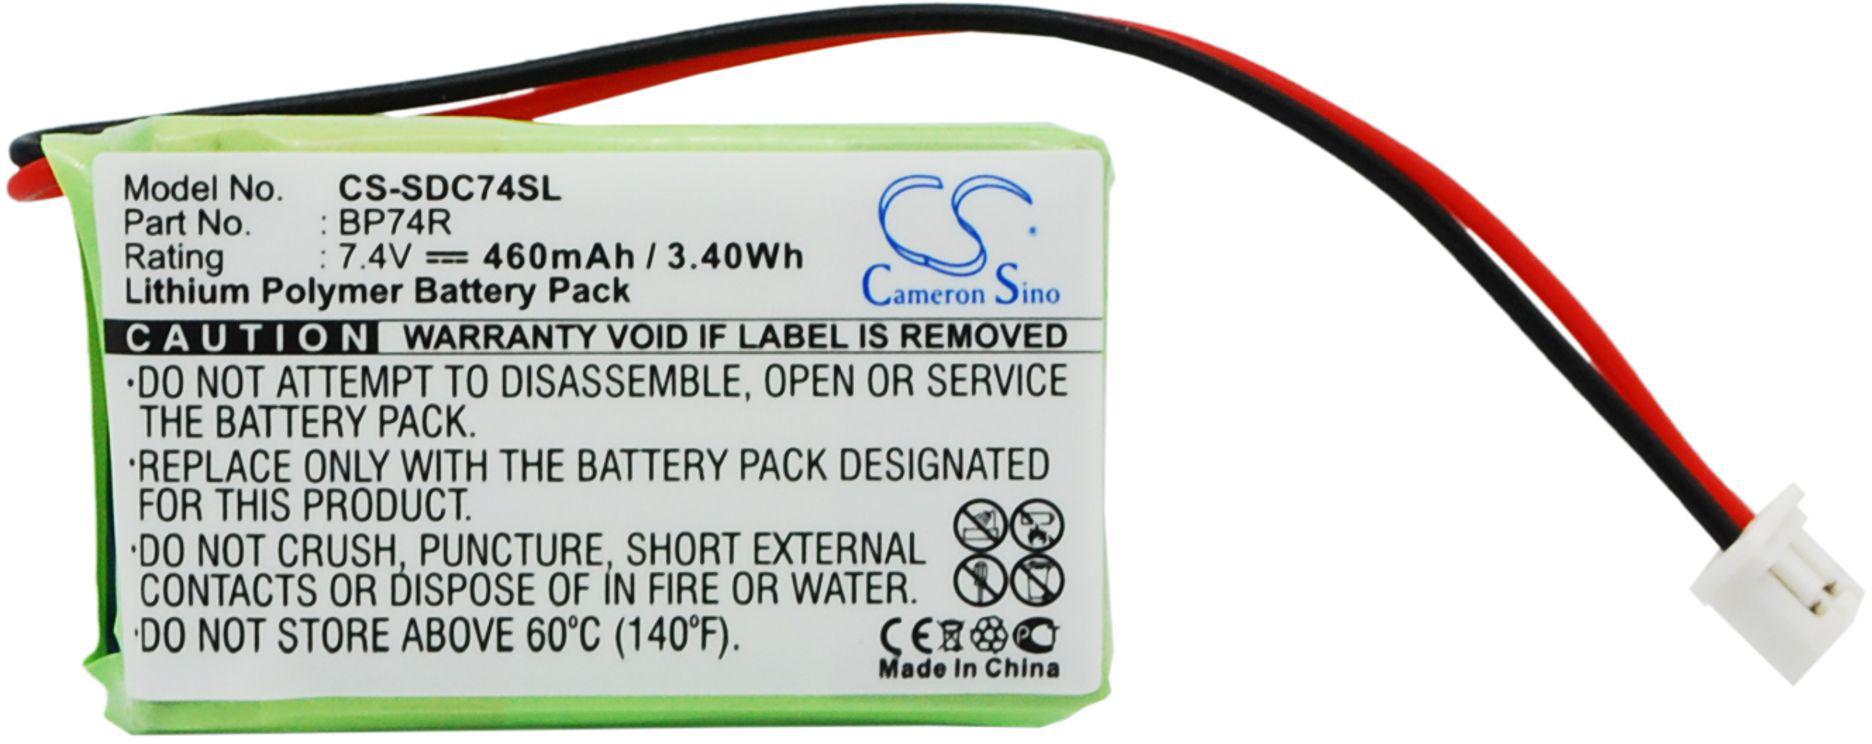 Model No. CS-SDC74SL
Part No. : BP74R
Rating : 7.4V 460mAh / 3.40Wh
Lithium Polymer Battery Pack
CS
Cameron Sino
CAUTION WARRANTY VOID IF LABEL IS REMOVED
·DO NOT ATTEMPT TO DISASSEMBLE, OPEN OR SERVICE
THE BATTERY PACK.
·REPLACE ONLY WITH THE BATTERY PACK DESIGNATED
FOR THIS PRODUCT.
·DO NOT CRUSH, PUNCTURE, SHORT EXTERNAL
CONTACTS OR DISPOSE OF IN FIRE OR WATER.
·DO NOT STORE ABOVE 60°C (140°F).
CE
Made In China